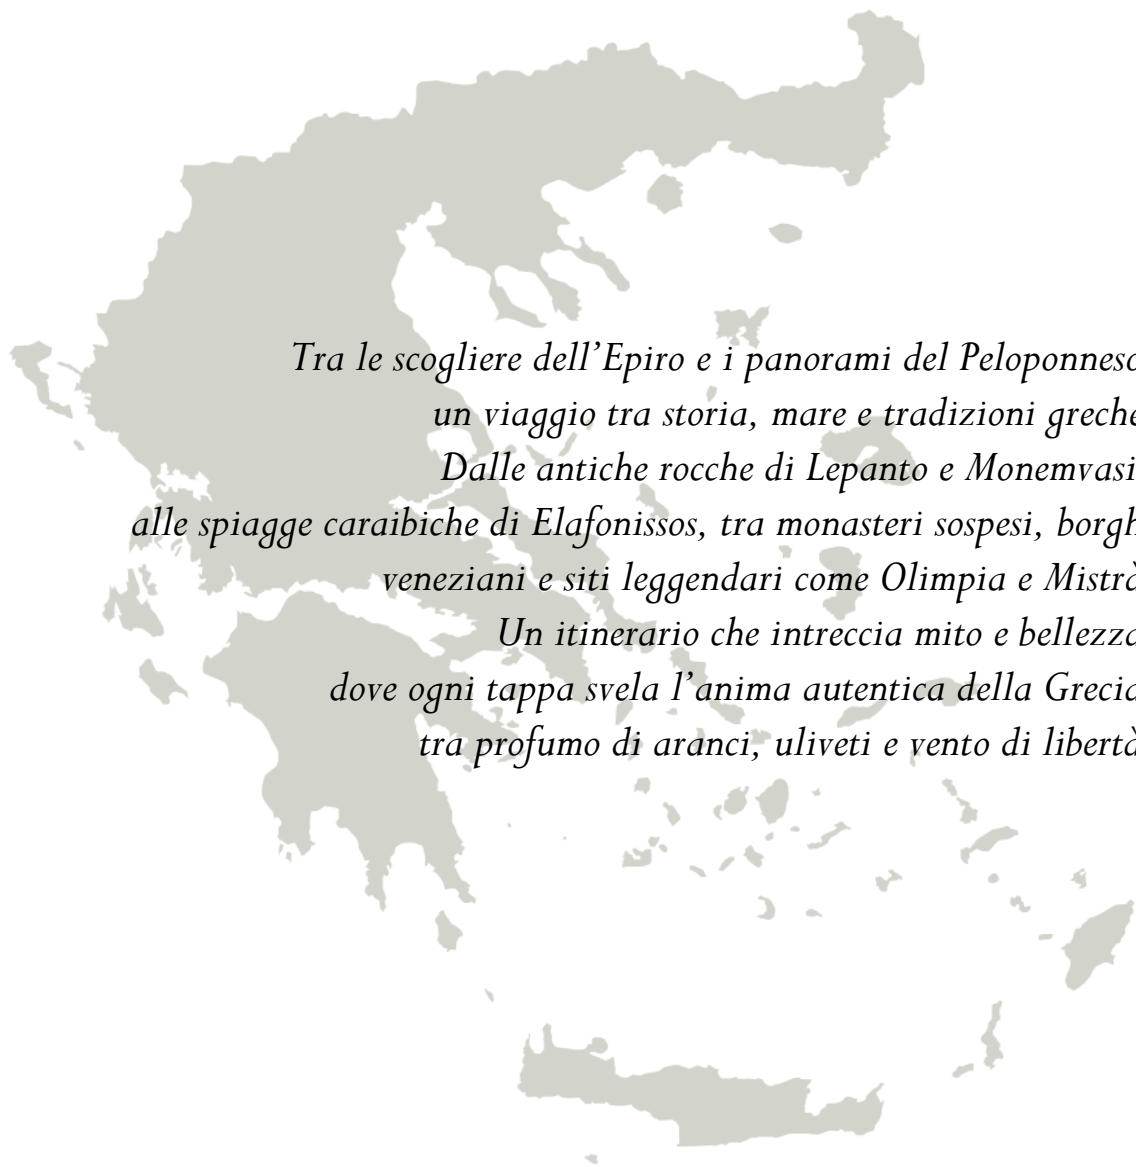 Tra le scogliere dell’Epiro e i panorami del Peloponneso
un viaggio tra storia, mare e tradizioni greche
Dalle antiche rocche di Lepanto e Monemvasi
alle spiagge caraibiche di Elafonissos, tra monasteri sospesi, borgh
veneziani e siti leggendari come Olimpia e Mistrà
Un itinerario che intreccia mito e bellezza
dove ogni tappa svela l’anima autentica della Grecia
tra profumo di aranci, uliveti e vento di libertà